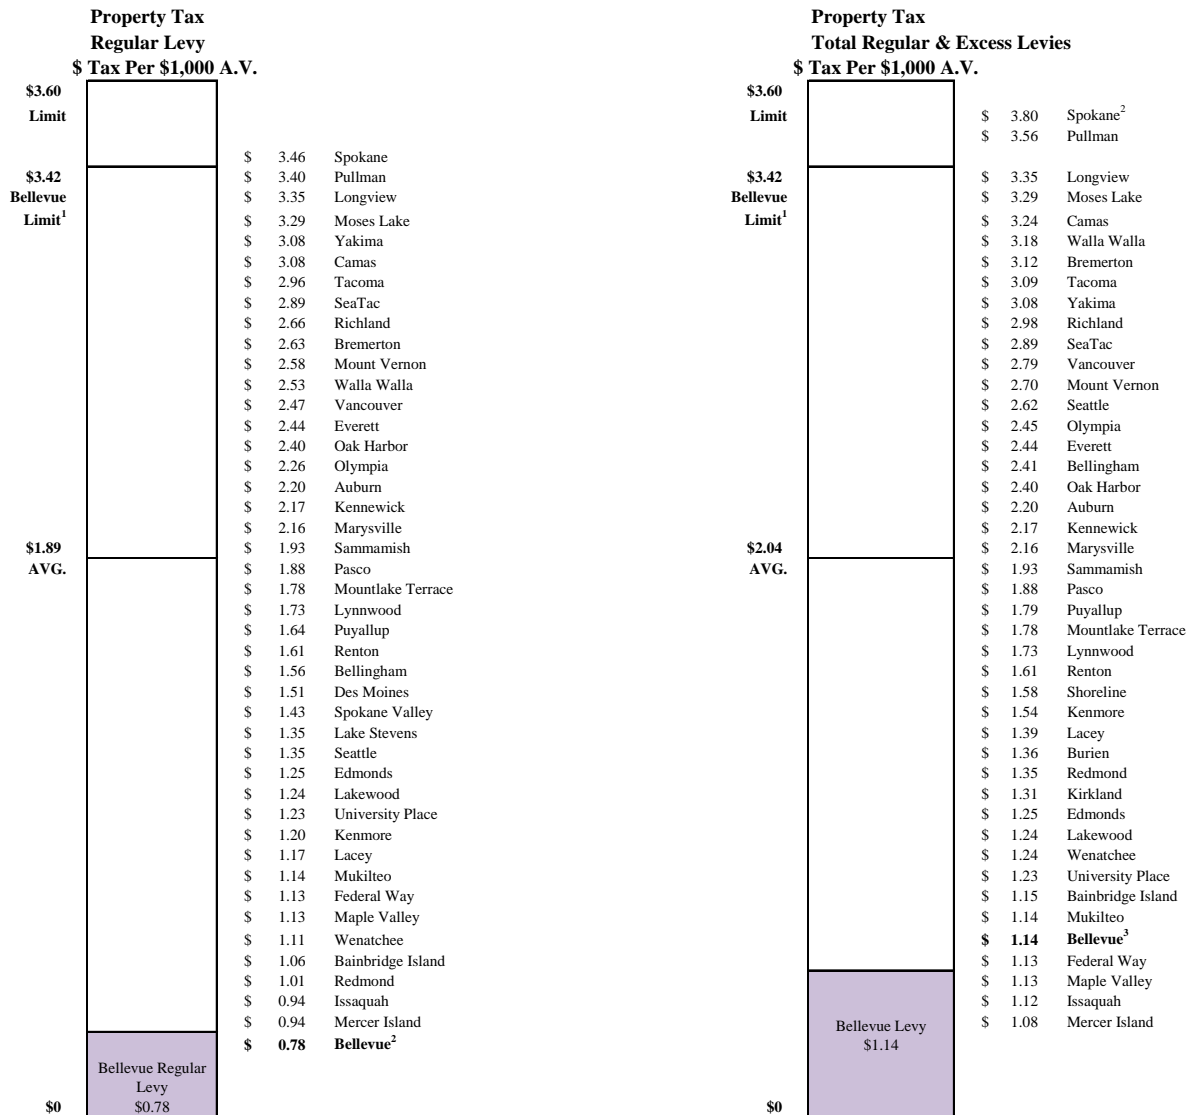 Property Tax
Regular Levy
$ Tax Per $1,000 A.V.
$3.60
Limit
$3.42
Bellevue
Limit1
$1.89
AVG.
$0
$ 3.46 Spokane
$ 3.40 Pullman
$ 3.35 Longview
$ 3.29 Moses Lake
$ 3.08 Yakima
$ 3.08 Camas
$ 2.96 Tacoma
$ 2.89 SeaTac
$ 2.66 Richland
$ 2.63 Bremerton
$ 2.58 Mount Vernon
$ 2.53 Walla Walla
$ 2.47 Vancouver
$ 2.44 Everett
$ 2.40 Oak Harbor
$ 2.26 Olympia
$ 2.20 Auburn
$ 2.17 Kennewick
$ 2.16 Marysville
$ 1.93 Sammamish
$ 1.88 Pasco
$ 1.78 Mountlake Terrace
$ 1.73 Lynnwood
$ 1.64 Puyallup
$ 1.61 Renton
$ 1.56 Bellingham
$ 1.51 Des Moines
$ 1.43 Spokane Valley
$ 1.35 Lake Stevens
$ 1.35 Seattle
$ 1.25 Edmonds
$ 1.24 Lakewood
$ 1.23 University Place
$ 1.20 Kenmore
$ 1.17 Lacey
$ 1.14 Mukilteo
$ 1.13 Federal Way
$ 1.13 Maple Valley
$ 1.11 Wenatchee
$ 1.06 Bainbridge Island
$ 1.01 Redmond
$ 0.94 Issaquah
$ 0.94 Mercer Island
$ 0.78 Bellevue2
Bellevue Regular
Levy
$0.78
Property Tax
Total Regular & Excess Levies
$ Tax Per $1,000 A.V.
$3.60
Limit
$3.42
Bellevue
Limit1
$2.04
AVG.
$0
$ 3.80 Spokane2
$ 3.56 Pullman
$ 3.35 Longview
$ 3.29 Moses Lake
$ 3.24 Camas
$ 3.18 Walla Walla
$ 3.12 Bremerton
$ 3.09 Tacoma
$ 3.08 Yakima
$ 2.98 Richland
$ 2.89 SeaTac
$ 2.79 Vancouver
$ 2.70 Mount Vernon
$ 2.62 Seattle
$ 2.45 Olympia
$ 2.44 Everett
$ 2.41 Bellingham
$ 2.40 Oak Harbor
$ 2.20 Auburn
$ 2.17 Kennewick
$ 2.16 Marysville
$ 1.93 Sammamish
$ 1.88 Pasco
$ 1.79 Puyallup
$ 1.78 Mountlake Terrace
$ 1.73 Lynnwood
$ 1.61 Renton
$ 1.58 Shoreline
$ 1.54 Kenmore
$ 1.39 Lacey
$ 1.36 Burien
$ 1.35 Redmond
$ 1.31 Kirkland
$ 1.25 Edmonds
$ 1.24 Lakewood
$ 1.24 Wenatchee
$ 1.23 University Place
$ 1.15 Bainbridge Island
$ 1.14 Mukilteo
$ 1.14 Bellevue3
$ 1.13 Federal Way
$ 1.13 Maple Valley
$ 1.12 Issaquah
$ 1.08 Mercer Island
Bellevue Levy
$1.14